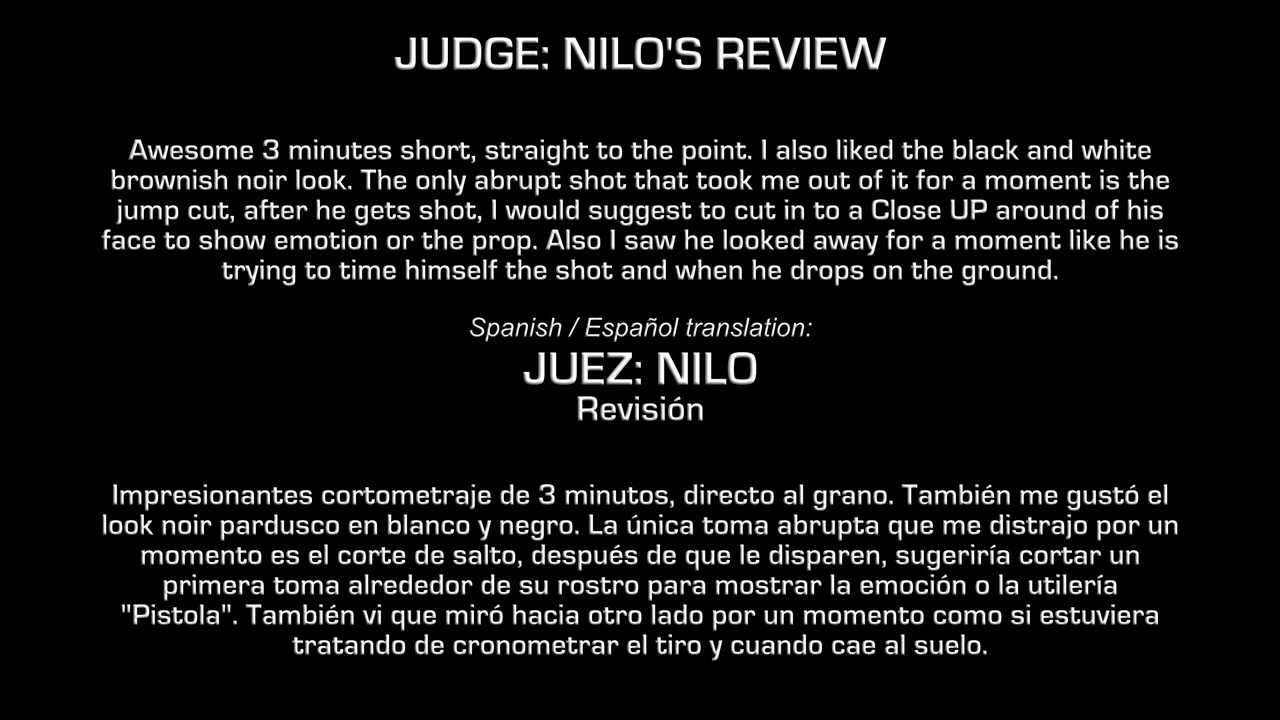 JUDGE: NILO'S REVIEW
Awesome 3 minutes short, straight to the point. I also liked the black and white
brownish noir look. The only abrupt shot that took me out of it for a moment is the
jump cut, after he gets shot, I would suggest to cut in to a Close UP around of his
face to show emotion or the prop. Also I saw he looked away for a moment like he is
trying to time himself the shot and when he drops on the ground.
Spanish / Español translation:
JUEZ: NILO
Revisión
Impresionantes cortometraje de 3 minutos, directo al grano. También me gustó el
look noir pardusco en blanco y negro. La única toma abrupta que me distrajo por un
momento es el corte de salto, después de que le disparen, sugeriría cortar un
primera toma alrededor de su rostro para mostrar la emoción o la utilería
"Pistola". También vi que miró hacia otro lado por un momento como si estuviera
tratando de cronometrar el tiro y cuando cae al suelo.